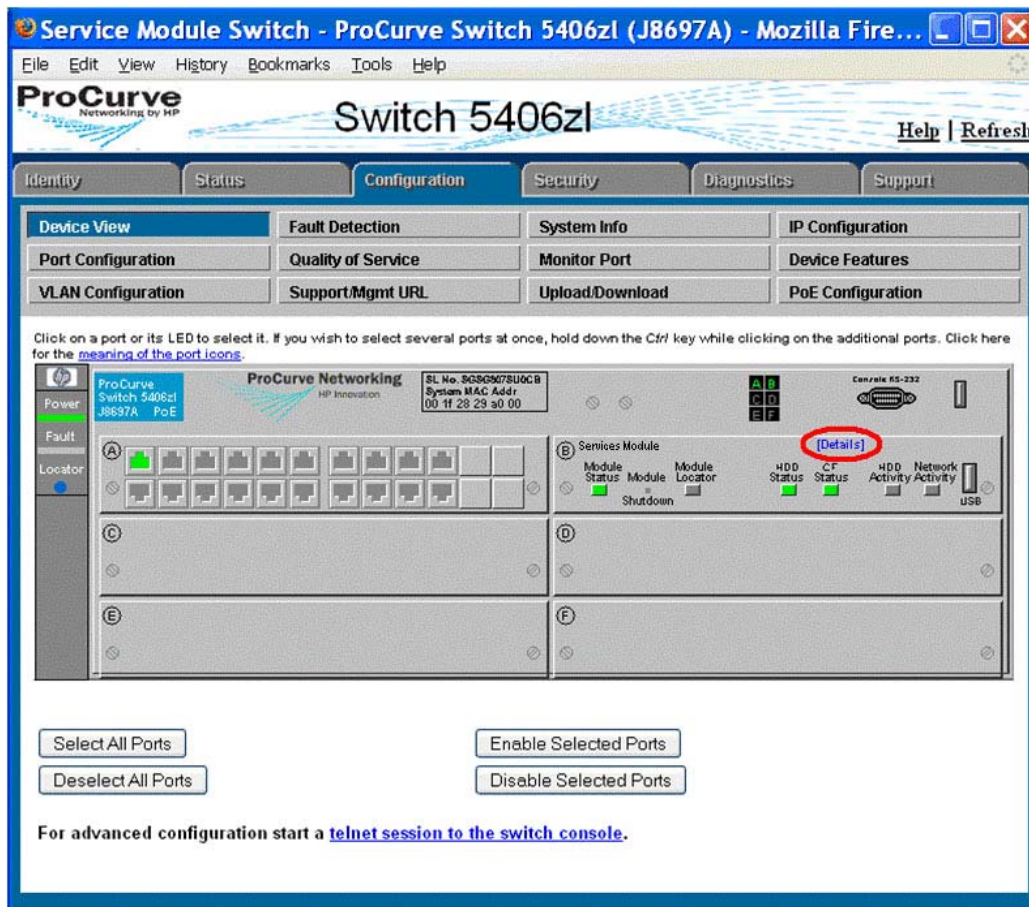 Service Module Switch - ProCurve Switch 5406zl (J8697A) - Mozilla Fire...
File Edit View History Bookmarks Tools Help
ProCurve
Networking by HP
Switch 5406zl
Help | Refresh
Identity Status Configuration Security Diagnostics Support
Device View Fault Detection System Info IP Configuration
Port Configuration Quality of Service Monitor Port Device Features
VLAN Configuration Support/Mgmt URL Upload/Download PoE Configuration
Click on a port or its LED to select it. If you wish to select several ports at once, hold down the Ctrl key while clicking on the additional ports. Click here
for the meaning of the port icons.
hp
Power
Fault
Locator
ProCurve
Switch 5406zl
J8697A PoE
ProCurve Networking
HP Innovation
System MAC Addr
00 1f 28 29 a0 00
A B
C D
E F
Console RS-232
A
B Services Module [Details]
Module Status
Module Shutdown
Module Locator
HDD Status
CF Status
HDD Activity
Network Activity
USB
C
D
E
F
Select All Ports Enable Selected Ports
Deselect All Ports Disable Selected Ports
For advanced configuration start a telnet session to the switch console.